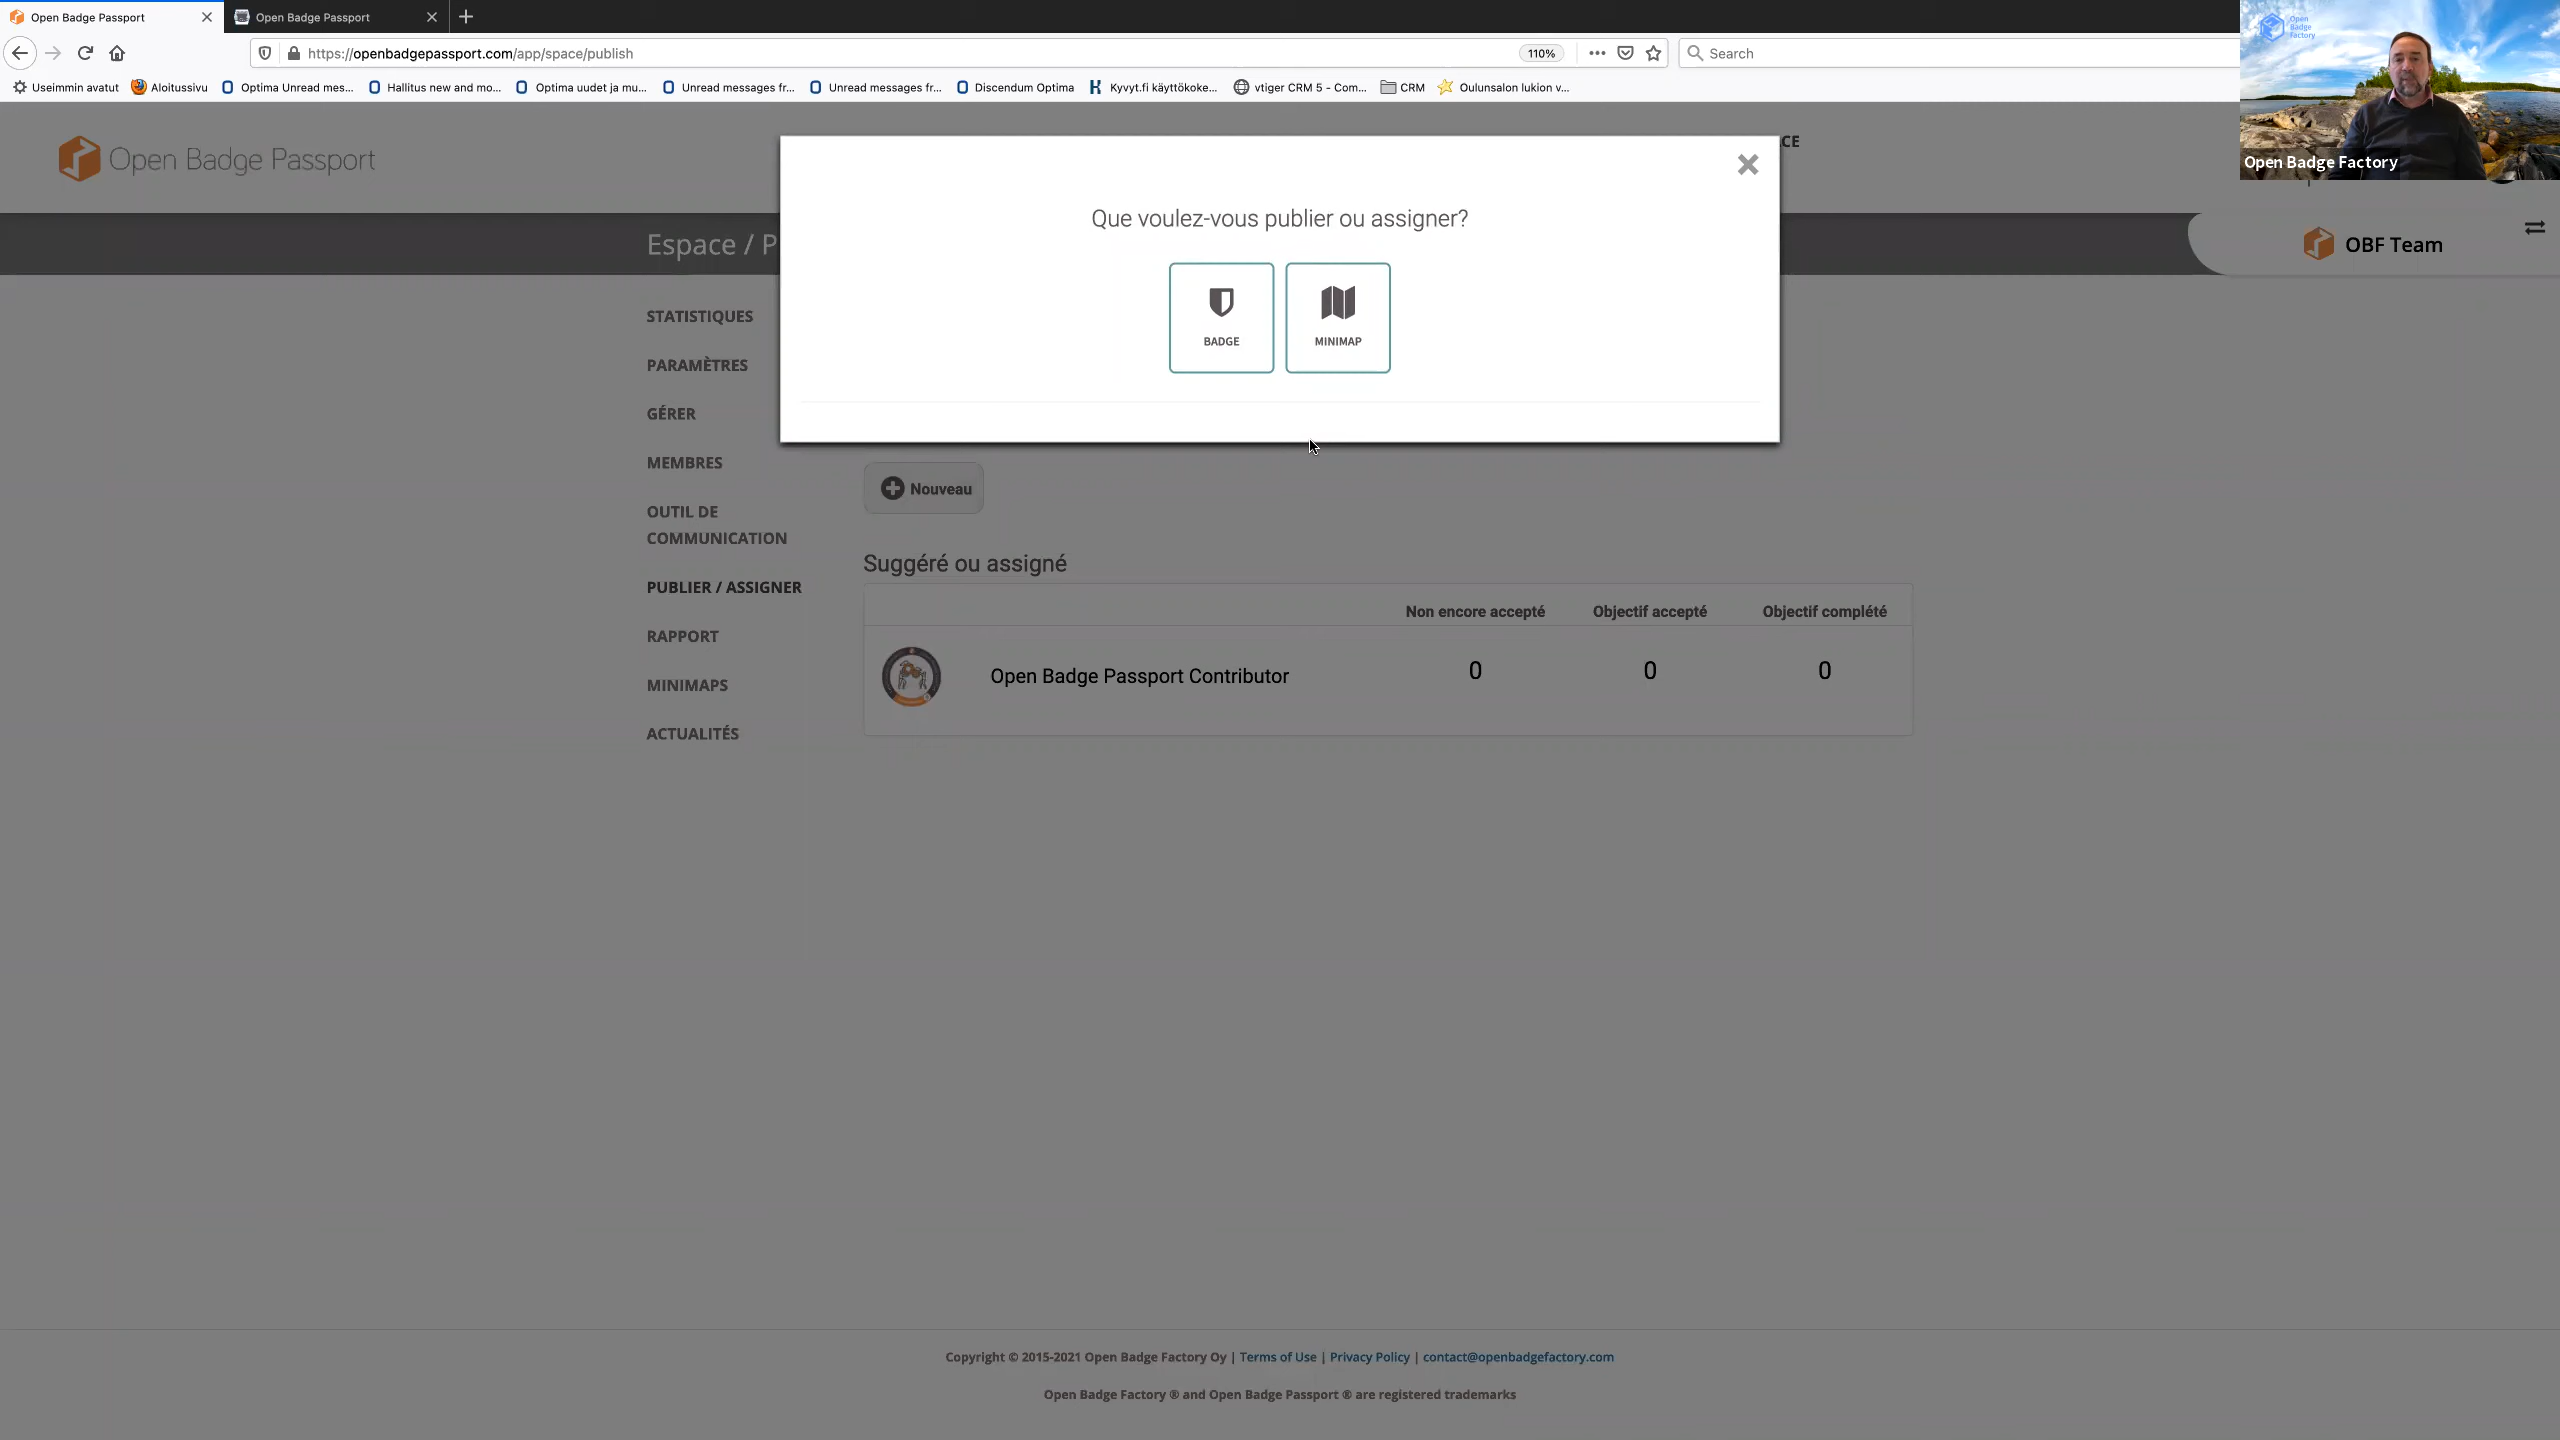 Open Badge Passport
Open Badge Passport
https://openbadgepassport.com/app/space/publish
110%
Search
Useimmin avatut
Aloitussivu
Optima Unread mes...
Hallitus new and mo...
Optima uudet ja mu...
Unread messages fr...
Unread messages fr...
Discendum Optima
Kyvyt.fi käyttökoke...
vtiger CRM 5 - Com...
CRM
Oulunsalon lukion v...
Open
Badge
Factory
Open Badge Factory
Open Badge Passport
CE
Espace / P
OBF Team
Que voulez-vous publier ou assigner?
BADGE
MINIMAP
STATISTIQUES
PARAMÈTRES
GÉRER
MEMBRES
OUTIL DE
COMMUNICATION
PUBLIER / ASSIGNER
RAPPORT
MINIMAPS
ACTUALITÉS
Nouveau
Suggéré ou assigné
Non encore accepté Objectif accepté Objectif complété
Open Badge Passport Contributor 0 0 0
Copyright © 2015-2021 Open Badge Factory Oy | Terms of Use | Privacy Policy | contact@openbadgefactory.com
Open Badge Factory ® and Open Badge Passport ® are registered trademarks